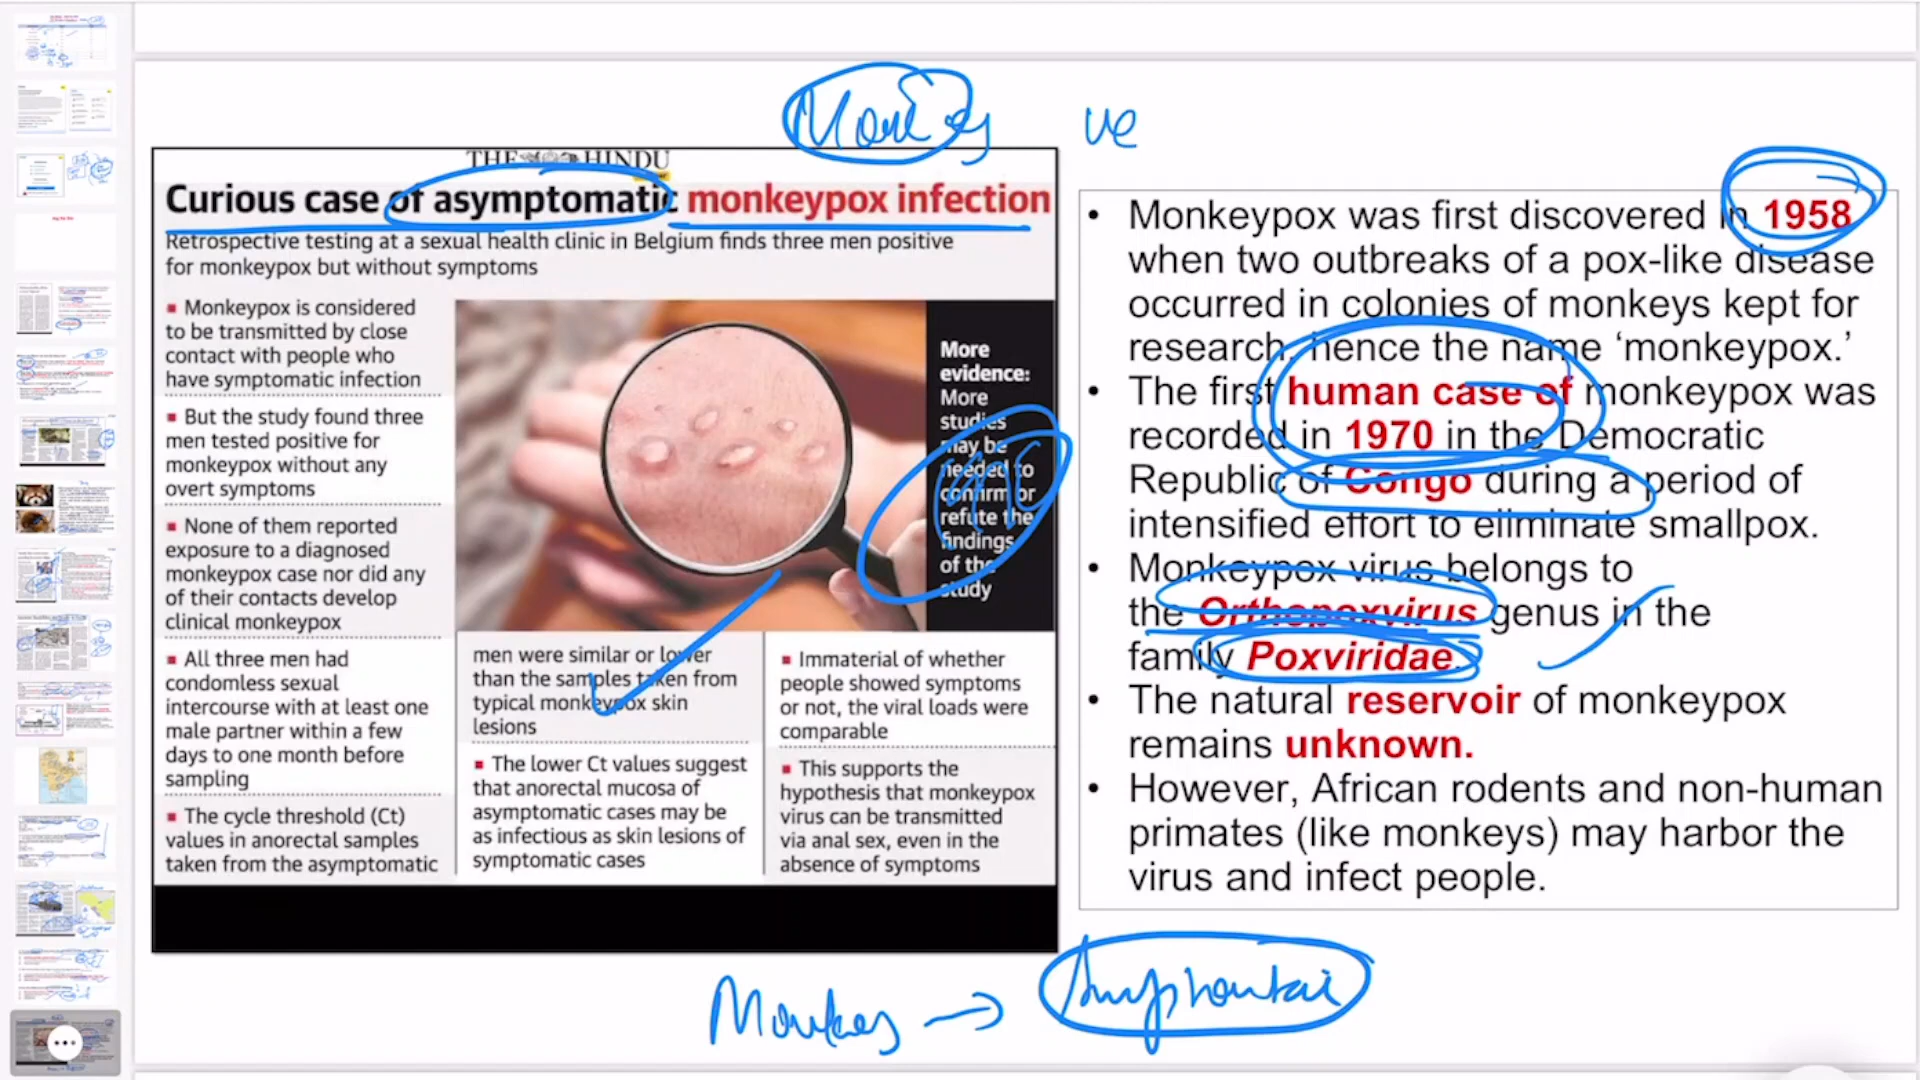 Monkey ve
THE HINDU
Curious case of asymptomatic monkeypox infection
Retrospective testing at a sexual health clinic in Belgium finds three men positive
for monkeypox but without symptoms
▪ Monkeypox is considered
to be transmitted by close
contact with people who
have symptomatic infection
▪ But the study found three
men tested positive for
monkeypox without any
overt symptoms
▪ None of them reported
exposure to a diagnosed
monkeypox case nor did any
of their contacts develop
clinical monkeypox
▪ All three men had
condomless sexual
intercourse with at least one
male partner within a few
days to one month before
sampling
▪ The cycle threshold (Ct)
values in anorectal samples
taken from the asymptomatic
men were similar or lower
than the samples taken from
typical monkeypox skin
lesions
▪ The lower Ct values suggest
that anorectal mucosa of
asymptomatic cases may be
as infectious as skin lesions of
symptomatic cases
More
evidence:
More
studies
may be
needed to
confirm or
refute the
findings
of the
study
▪ Immaterial of whether
people showed symptoms
or not, the viral loads were
comparable
▪ This supports the
hypothesis that monkeypox
virus can be transmitted
via anal sex, even in the
absence of symptoms
• Monkeypox was first discovered in 1958
when two outbreaks of a pox-like disease
occurred in colonies of monkeys kept for
research, hence the name ‘monkeypox.’
• The first human case of monkeypox was
recorded in 1970 in the Democratic
Republic of Congo during a period of
intensified effort to eliminate smallpox.
• Monkeypox virus belongs to
the Orthopoxvirus genus in the
family Poxviridae.
• The natural reservoir of monkeypox
remains unknown.
• However, African rodents and non-human
primates (like monkeys) may harbor the
virus and infect people.
Monkey →